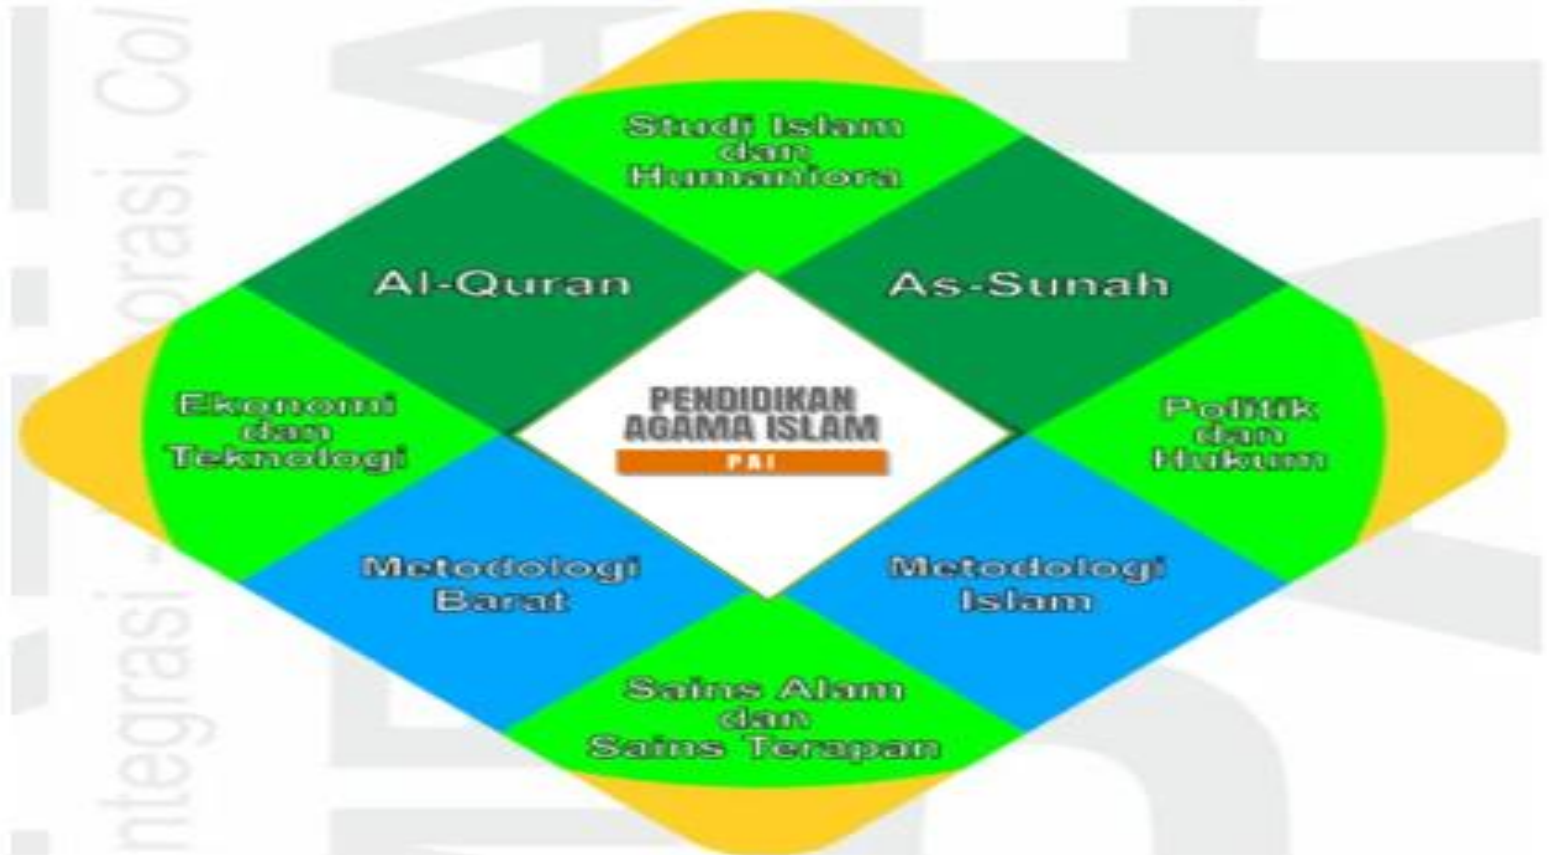 Studi Islam
dan
Humaniora
Al-Quran
As-Sunah
Ekonomi
dan
Teknologi
PENDIDIKAN
AGAMA ISLAM
PAI
Politik
dan
Hukum
Metodologi
Barat
Metodologi
Islam
Sains Alam
dan
Sains Terapan